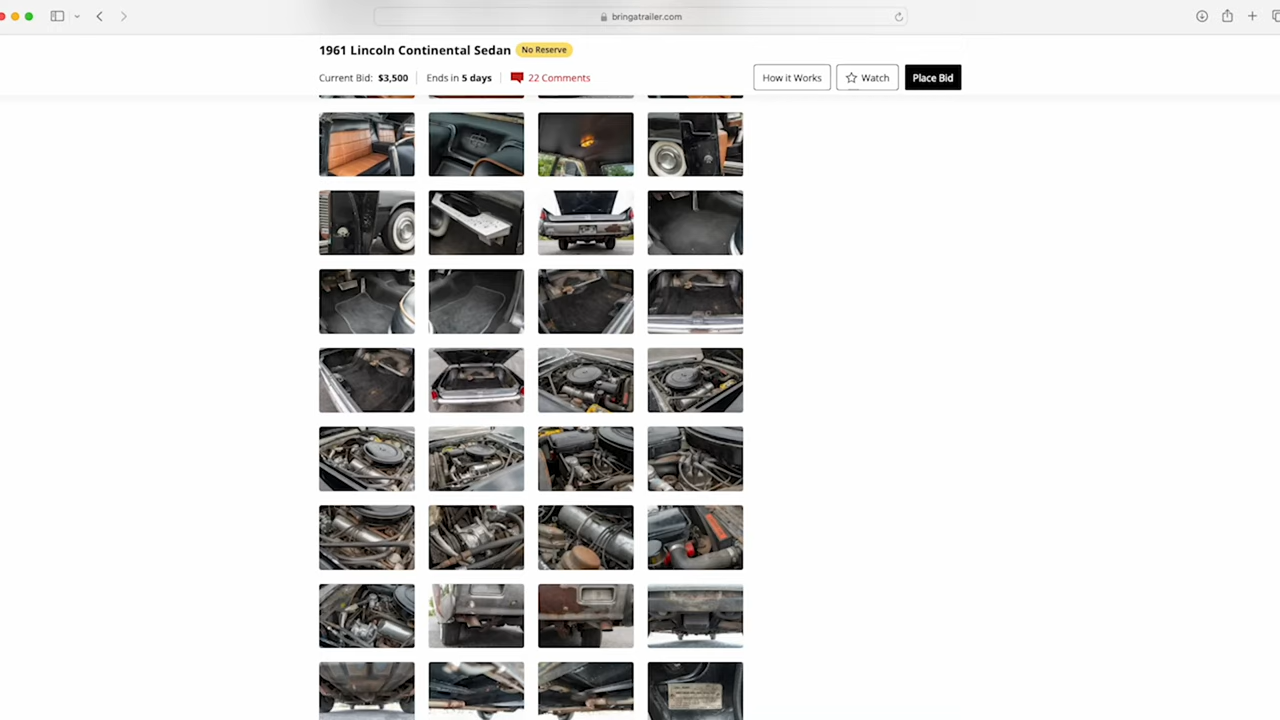 bringatrailer.com
1961 Lincoln Continental Sedan No Reserve
Current Bid: $3,500 Ends in 5 days 22 Comments How it Works Watch Place Bid